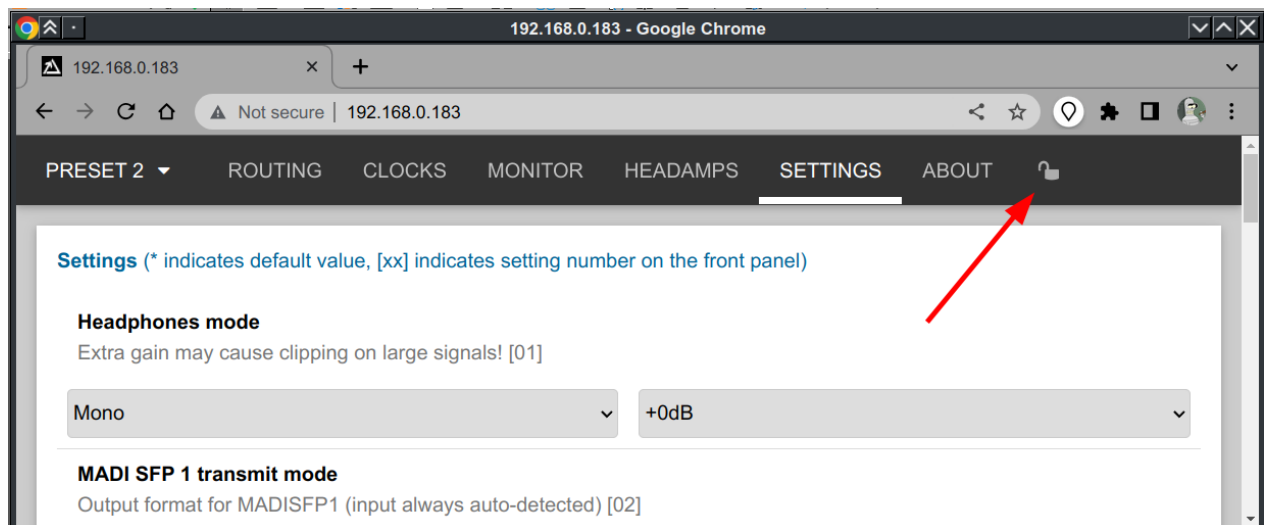 192.168.0.183 - Google Chrome
192.168.0.183
Not secure | 192.168.0.183
PRESET 2 ROUTING CLOCKS MONITOR HEADAMPS SETTINGS ABOUT
Settings (* indicates default value, [xx] indicates setting number on the front panel)
Headphones mode
Extra gain may cause clipping on large signals! [01]
Mono +0dB
MADI SFP 1 transmit mode
Output format for MADISFP1 (input always auto-detected) [02]